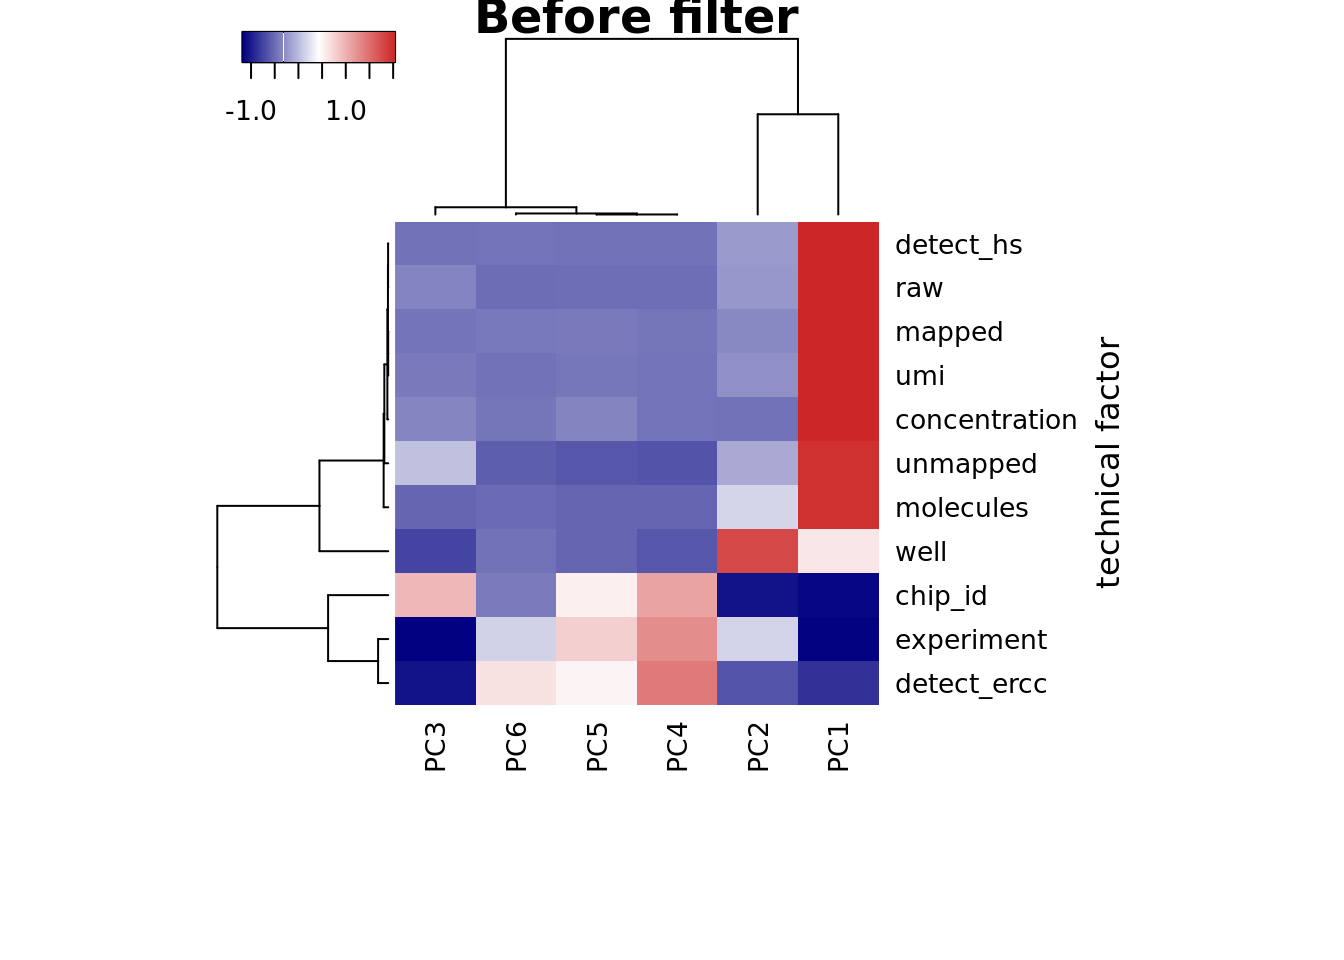 Before filter
-1.0 1.0
detect_hs
raw
mapped
umi
concentration
unmapped
molecules
well
chip_id
experiment
detect_ercc
technical factor
PC3 PC6 PC5 PC4 PC2 PC1